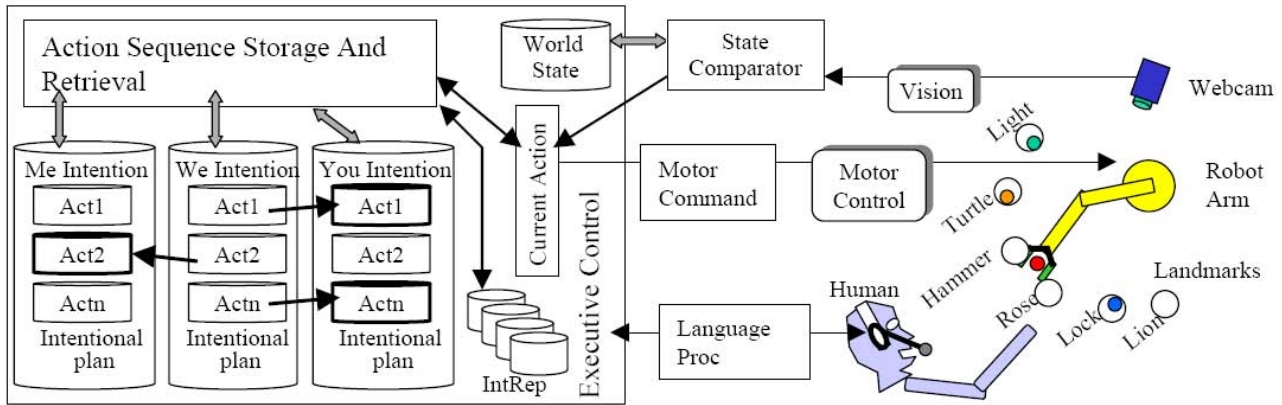 Action Sequence Storage And
Retrieval
World
State
State
Comparator
Vision
Webcam
Light
Me Intention
We Intention
You Intention
Act1
Act1
Act1
Act2
Act2
Act2
Actn
Actn
Actn
Intentional
plan
Intentional
plan
Intentional
plan
Current Action
Motor
Command
Motor
Control
Robot
Arm
Turtle
Hammer
Landmarks
Rose
Lock
Lion
Human
IntRep
Executive Control
Language
Proc